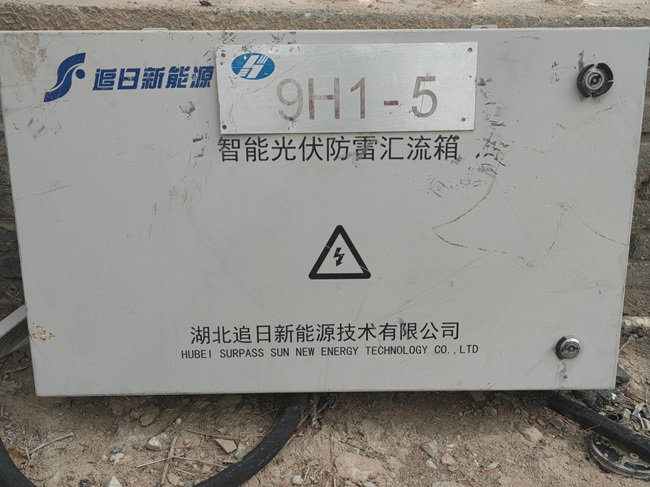 追日新能源
9H1-5
智能光伏防雷汇流箱
湖北追日新能源技术有限公司
HUBEI SURPASS SUN NEW ENERGY TECHNOLOGY CO.,LTD